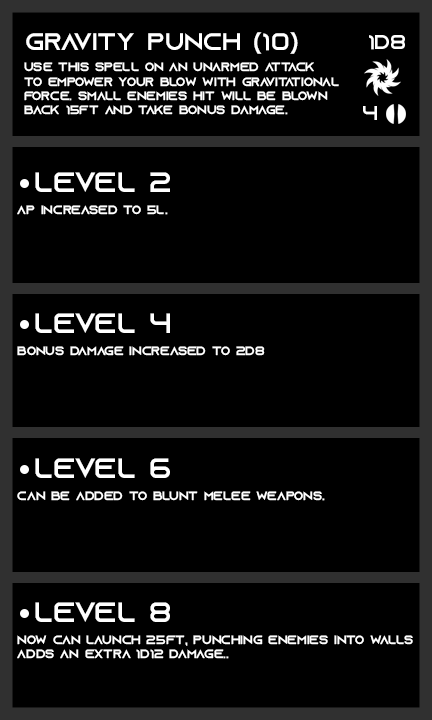 GRAVITY PUNCH (10) 1D8
USE THIS SPELL ON AN UNARMED ATTACK
TO EMPOWER YOUR BLOW WITH GRAVITATIONAL
FORCE. SMALL ENEMIES HIT WILL BE BLOWN
BACK 15FT AND TAKE BONUS DAMAGE.
4
•LEVEL 2
AP INCREASED TO 5L.
•LEVEL 4
BONUS DAMAGE INCREASED TO 2D8
•LEVEL 6
CAN BE ADDED TO BLUNT MELEE WEAPONS.
•LEVEL 8
NOW CAN LAUNCH 25FT, PUNCHING ENEMIES INTO WALLS
ADDS AN EXTRA 1D12 DAMAGE..